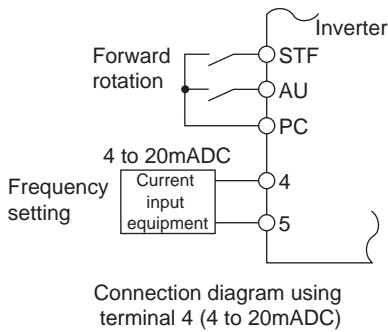 Inverter
Forward
rotation
STF
AU
PC
4 to 20mADC
Frequency
setting
Current
input
equipment
4
5
Connection diagram using
terminal 4 (4 to 20mADC)